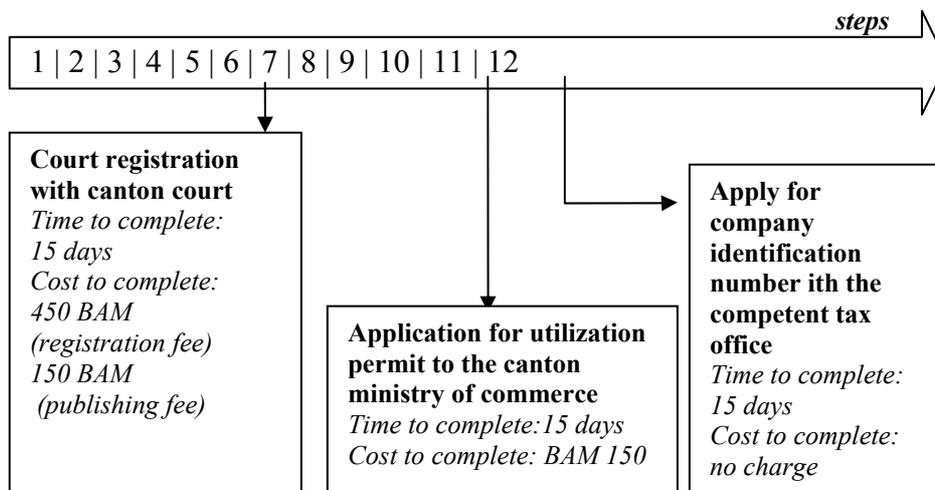 steps
1 | 2 | 3 | 4 | 5 | 6 | 7 | 8 | 9 | 10 | 11 | 12
Court registration
with canton court
Time to complete:
15 days
Cost to complete:
450 BAM
(registration fee)
150 BAM
(publishing fee)
Application for utilization
permit to the canton
ministry of commerce
Time to complete:15 days
Cost to complete: BAM 150
Apply for
company
identification
number ith the
competent tax
office
Time to complete:
15 days
Cost to complete:
no charge